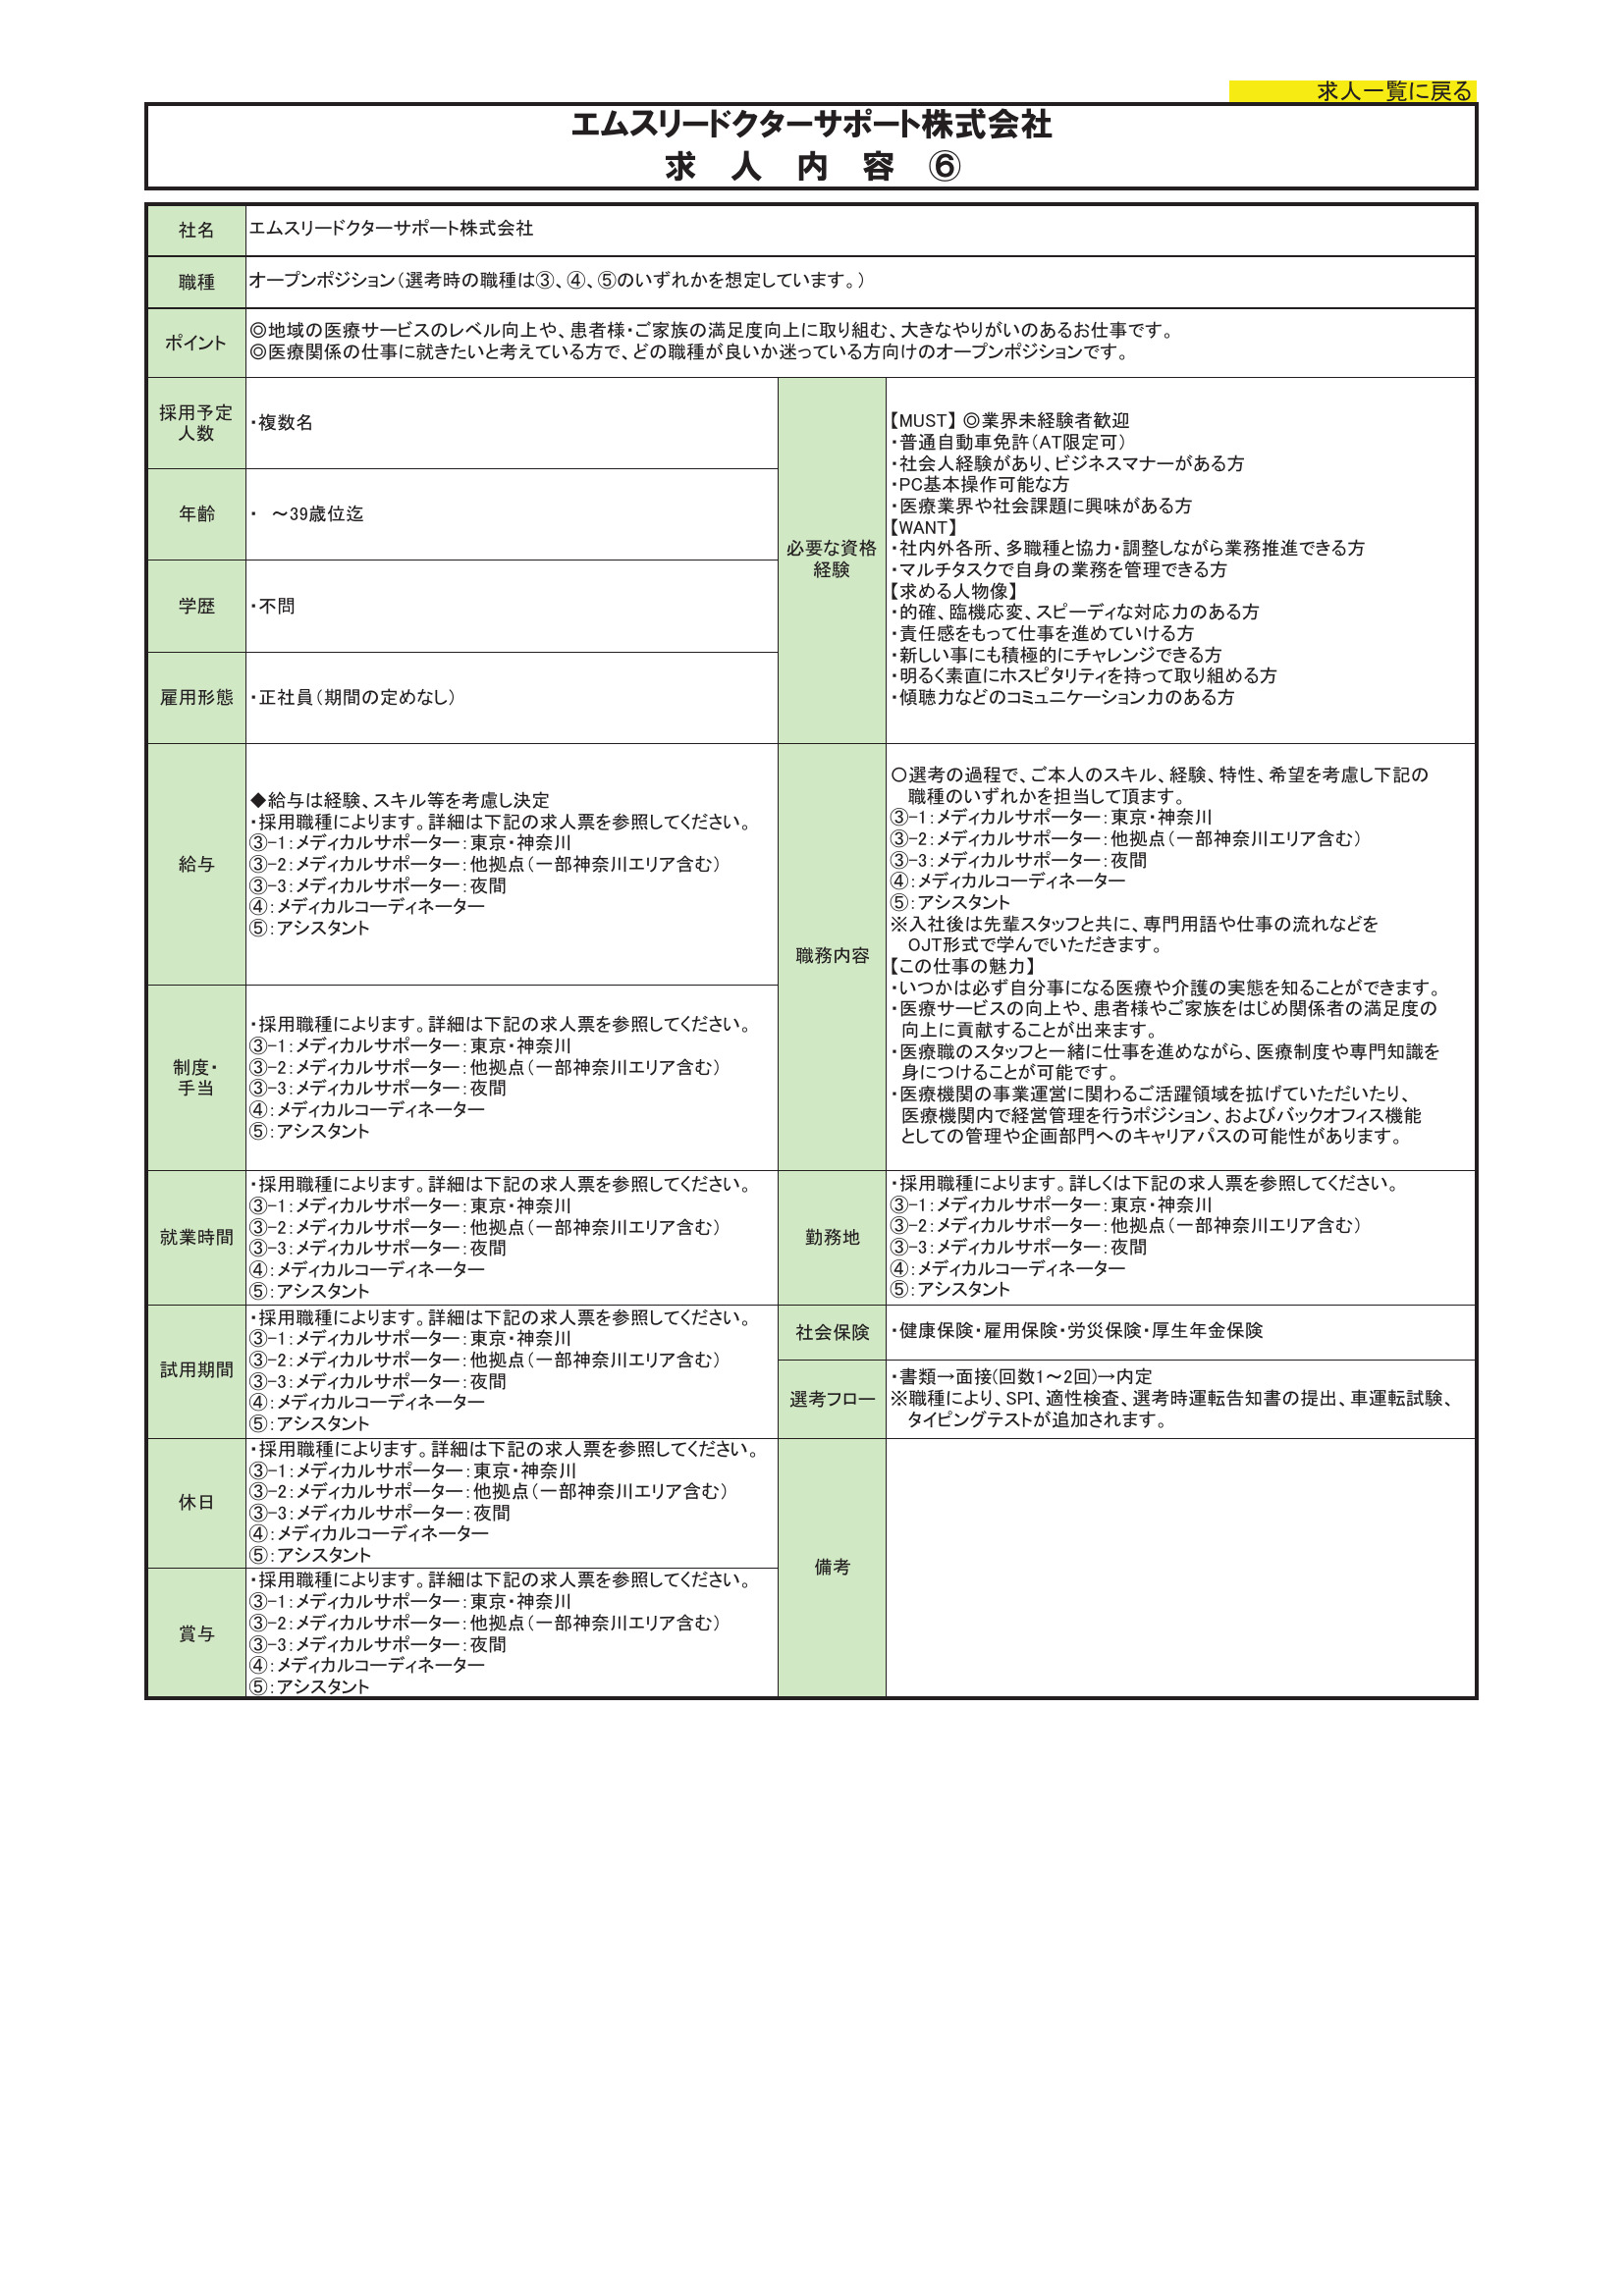 求人一覧に戻る
エムスリードクターサポート株式会社
求　人　内　容　⑥
社名
エムスリードクターサポート株式会社
職種
オープンポジション（選考時の職種は③、④、⑤のいずれかを想定しています。）
ポイント
◎地域の医療サービスのレベル向上や、患者様・ご家族の満足度向上に取り組む、大きなやりがいのあるお仕事です。
◎医療関係の仕事に就きたいと考えている方で、どの職種が良いか迷っている方向けのオープンポジションです。
採用予定
人数
・複数名
年齢
・　～39歳位迄
学歴
・不問
雇用形態
・正社員（期間の定めなし）
必要な資格
経験
【MUST】◎業界未経験者歓迎
・普通自動車免許（AT限定可）
・社会人経験があり、ビジネスマナーがある方
・PC基本操作可能な方
・医療業界や社会課題に興味がある方
【WANT】
・社内外各所、多職種と協力・調整しながら業務推進できる方
・マルチタスクで自身の業務を管理できる方
【求める人物像】
・的確、臨機応変、スピーディな対応力のある方
・責任感をもって仕事を進めていける方
・新しい事にも積極的にチャレンジできる方
・明るく素直にホスピタリティを持って取り組める方
・傾聴力などのコミュニケーション力のある方
給与
◆給与は経験、スキル等を考慮し決定
・採用職種によります。詳細は下記の求人票を参照してください。
③-1：メディカルサポーター：東京・神奈川
③-2：メディカルサポーター：他拠点（一部神奈川エリア含む）
③-3：メディカルサポーター：夜間
④：メディカルコーディネーター
⑤：アシスタント
制度・
手当
・採用職種によります。詳細は下記の求人票を参照してください。
③-1：メディカルサポーター：東京・神奈川
③-2：メディカルサポーター：他拠点（一部神奈川エリア含む）
③-3：メディカルサポーター：夜間
④：メディカルコーディネーター
⑤：アシスタント
職務内容
〇選考の過程で、ご本人のスキル、経験、特性、希望を考慮し下記の
職種のいずれかを担当して頂ます。
③-1：メディカルサポーター：東京・神奈川
③-2：メディカルサポーター：他拠点（一部神奈川エリア含む）
③-3：メディカルサポーター：夜間
④：メディカルコーディネーター
⑤：アシスタント
※入社後は先輩スタッフと共に、専門用語や仕事の流れなどを
OJT形式で学んでいただきます。
【この仕事の魅力】
・いつかは必ず自分事になる医療や介護の実態を知ることができます。
・医療サービスの向上や、患者様やご家族をはじめ関係者の満足度の
向上に貢献することが出来ます。
・医療職のスタッフと一緒に仕事を進めながら、医療制度や専門知識を
身につけることが可能です。
・医療機関の事業運営に関わるご活躍領域を拡げていただいたり、
医療機関内で経営管理を行うポジション、およびバックオフィス機能
としての管理や企画部門へのキャリアパスの可能性があります。
就業時間
・採用職種によります。詳細は下記の求人票を参照してください。
③-1：メディカルサポーター：東京・神奈川
③-2：メディカルサポーター：他拠点（一部神奈川エリア含む）
③-3：メディカルサポーター：夜間
④：メディカルコーディネーター
⑤：アシスタント
勤務地
・採用職種によります。詳しくは下記の求人票を参照してください。
③-1：メディカルサポーター：東京・神奈川
③-2：メディカルサポーター：他拠点（一部神奈川エリア含む）
③-3：メディカルサポーター：夜間
④：メディカルコーディネーター
⑤：アシスタント
試用期間
・採用職種によります。詳細は下記の求人票を参照してください。
③-1：メディカルサポーター：東京・神奈川
③-2：メディカルサポーター：他拠点（一部神奈川エリア含む）
③-3：メディカルサポーター：夜間
④：メディカルコーディネーター
⑤：アシスタント
社会保険
・健康保険・雇用保険・労災保険・厚生年金保険
選考フロー
・書類→面接(回数1～2回)→内定
※職種により、SPI、適性検査、選考時運転告知書の提出、車運転試験、
タイピングテストが追加されます。
休日
・採用職種によります。詳細は下記の求人票を参照してください。
③-1：メディカルサポーター：東京・神奈川
③-2：メディカルサポーター：他拠点（一部神奈川エリア含む）
③-3：メディカルサポーター：夜間
④：メディカルコーディネーター
⑤：アシスタント
備考
賞与
・採用職種によります。詳細は下記の求人票を参照してください。
③-1：メディカルサポーター：東京・神奈川
③-2：メディカルサポーター：他拠点（一部神奈川エリア含む）
③-3：メディカルサポーター：夜間
④：メディカルコーディネーター
⑤：アシスタント